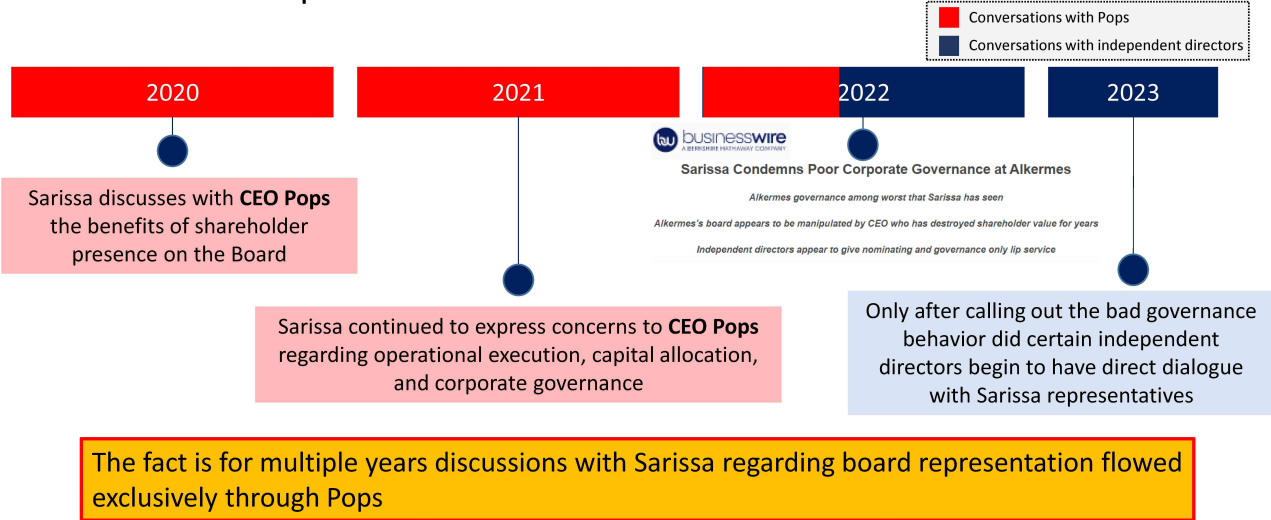 Conversations with Pops
Conversations with independent directors
2020
2021
2022
2023
businesswire
A BERKSHIRE HATHAWAY COMPANY
Sarissa Condemns Poor Corporate Governance at Alkermes
Alkermes governance among worst that Sarissa has seen
Alkermes's board appears to be manipulated by CEO who has destroyed shareholder value for years
Independent directors appear to give nominating and governance only lip service
Sarissa discusses with CEO Pops
the benefits of shareholder
presence on the Board
Sarissa continued to express concerns to CEO Pops
regarding operational execution, capital allocation,
and corporate governance
Only after calling out the bad governance
behavior did certain independent
directors begin to have direct dialogue
with Sarissa representatives
The fact is for multiple years discussions with Sarissa regarding board representation flowed
exclusively through Pops